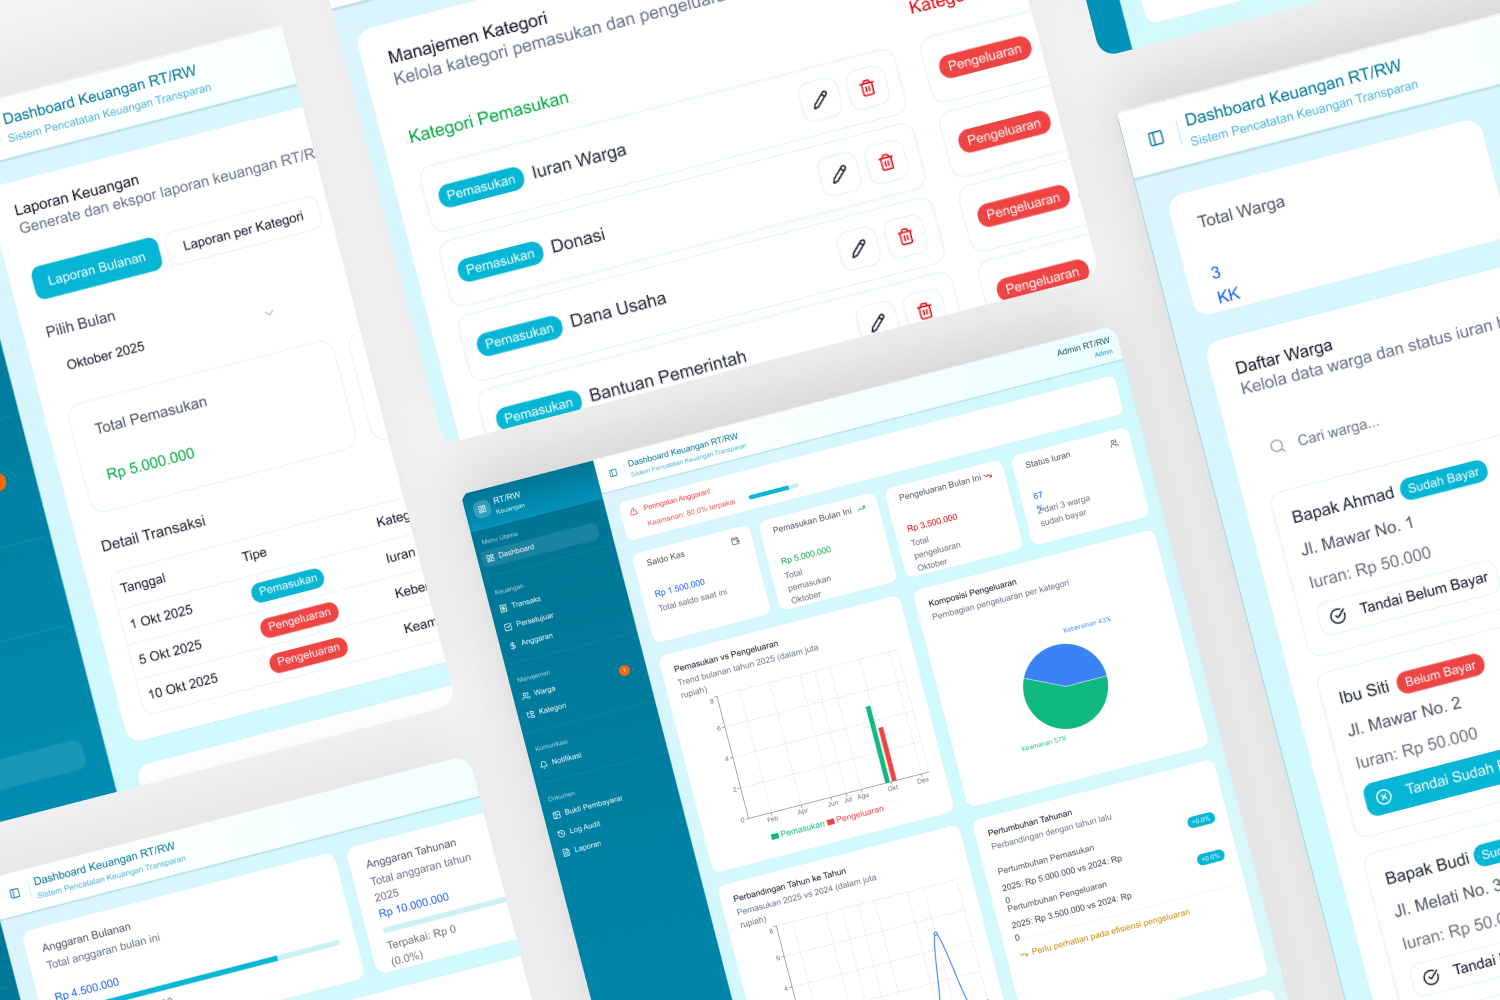 Dashboard Keuangan RT/RW
Sistem Pencatatan Keuangan Transparan
Laporan Keuangan
Generate dan ekspor laporan keuangan
Laporan Bulanan
Laporan per Kategori
Pilih Bulan
Oktober 2025
Total Pemasukan
Rp 5.000.000
Detail Transaksi
Tanggal Tipe
1 Okt 2025 Pemasukan Iuran
5 Okt 2025 Pengeluaran
10 Okt 2025 Pengeluaran
Manajemen Kategori
Kelola kategori pemasukan dan
Kategori Pemasukan
Pemasukan Iuran Warga
Pemasukan Donasi
Pemasukan Dana Usaha
Pemasukan Bantuan Pemerintah
Pengeluaran
Pengeluaran
Pengeluaran
Pengeluaran
Dashboard Keuangan RT/RW
Sistem Pencatatan Keuangan Transparan
Total Warga
3
KK
Daftar Warga
Kelola data warga dan status iuran
Cari warga...
Bapak Ahmad Sudah Bayar
Jl. Mawar No. 1
Iuran: Rp 50.000
Tandai Belum Bayar
Ibu Siti Belum Bayar
Jl. Mawar No. 2
Iuran: Rp 50.000
Tandai Sudah
Bapak Budi
Jl. Melati No. 3
Iuran: Rp
Tandai
RT/RW
Keuangan
Menu Utama
Dashboard
Keuangan
Transaks
Persetujuar
Anggaran
Manajemen
Warga
1
Kategori
Komunikasi
Notifikasi
Dokumen
Bukti Pembayarar
Log Audit
Laporan
Dashboard Keuangan RT/RW
Sistem Pencatatan Keuangan Transparan
Admin RT/RW
Admin
Peringatan Anggaran!
Keamanan: 80.0% terpakai
Saldo Kas
Rp 1.500.000
Total saldo saat ini
Pemasukan Bulan Ini
Rp 5.000.000
Total
pemasukan
Oktober
Pengeluaran Bulan Ini
Rp 3.500.000
Total
pengeluaran
Oktober
Status Iuran
67
%
2 dari 3 warga
sudah bayar
Pemasukan vs Pengeluaran
Trend bulanan tahun 2025 (dalam juta
rupiah)
8
6
4
2
0
Feb Apr Jun Jul Agu Okt Des
Pemasukan Pengeluaran
Komposisi Pengeluaran
Pembagian pengeluaran per kategori
Kebersihan 43%
Keamanan 57%
Perbandingan Tahun ke Tahun
Pemasukan 2025 vs 2024 (dalam juta
rupiah)
8
6
4
Pertumbuhan Tahunan
Perbandingan dengan tahun lalu
Pertumbuhan Pemasukan +0.0%
2025: Rp 5.000.000 vs 2024: Rp
0
Pertumbuhan Pengeluaran +0.0%
2025: Rp 3.500.000 vs 2024: Rp
0
Perlu perhatian pada efisiensi pengeluaran
Dashboard Keuangan RT/RW
Sistem Pencatatan Keuangan Transparan
Anggaran Bulanan
Total anggaran bulan ini
Rp 4.500.000
Anggaran Tahunan
Total anggaran tahun
2025
Rp 10.000.000
Terpakai: Rp 0
(0.0%)